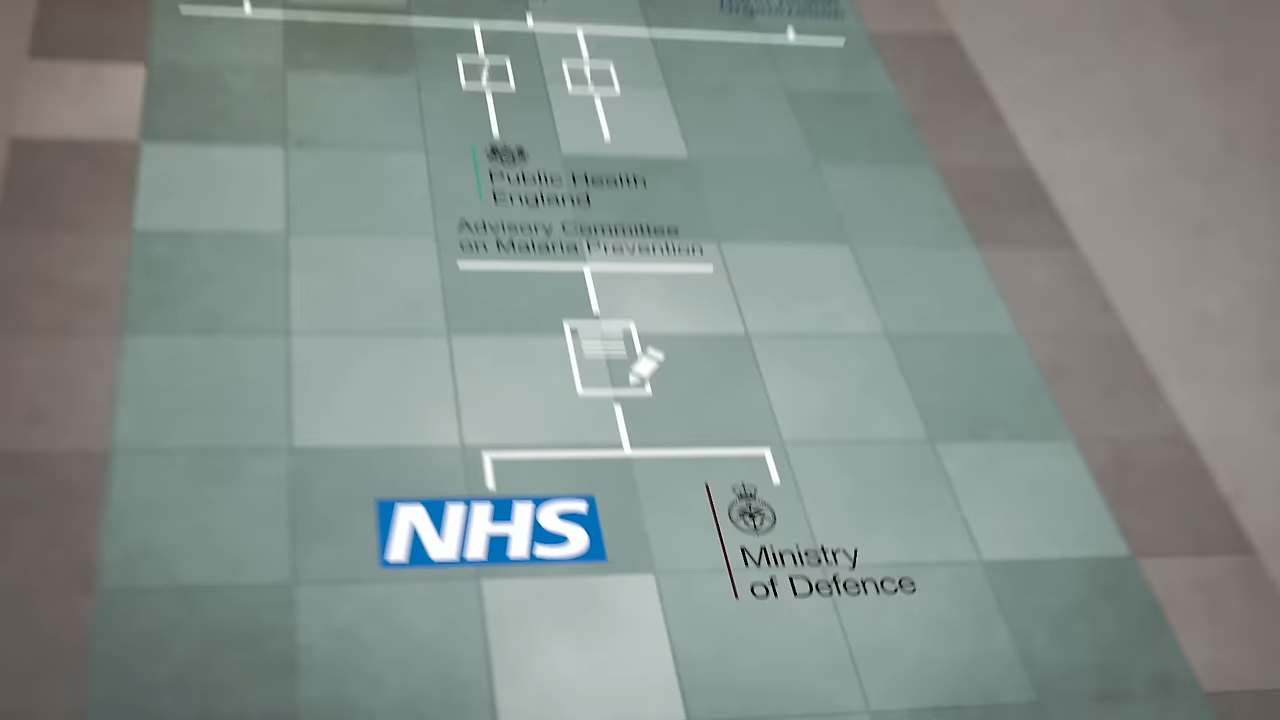 Public Health
England
Advisory Committee
on Malaria Prevention
NHS
Ministry
of Defence